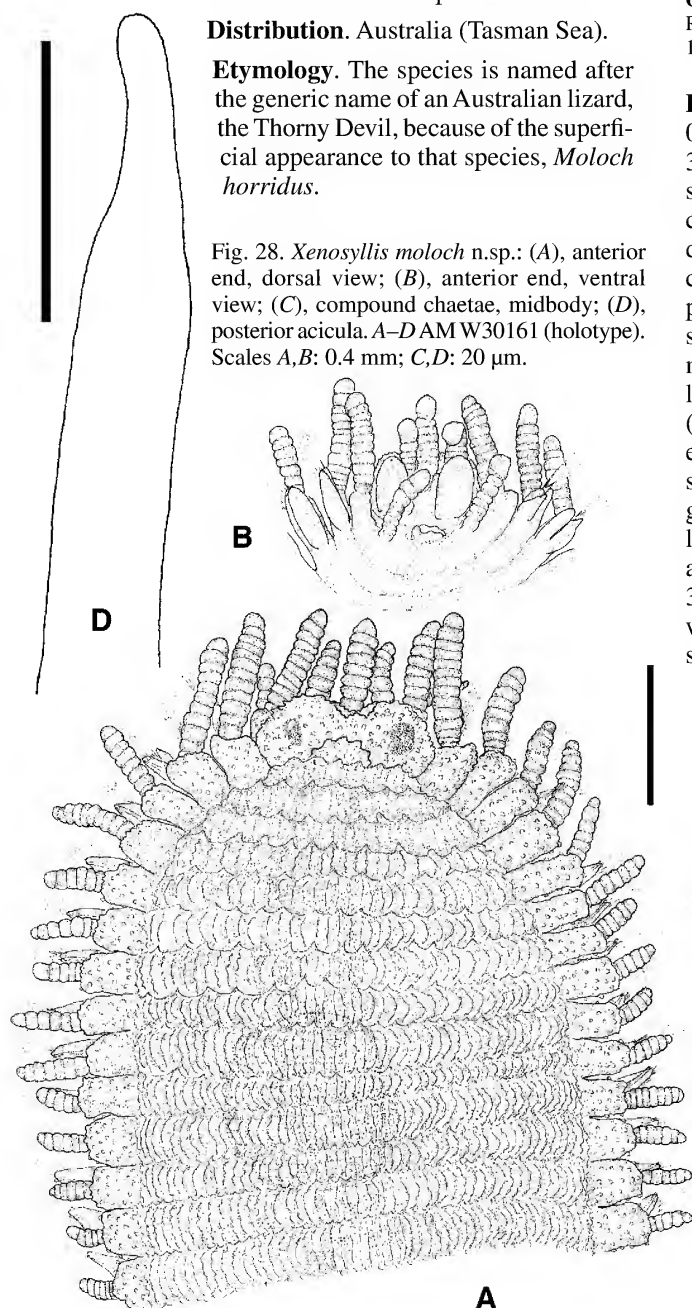 Distribution. Australia (Tasman Sea).
Etymology. The species is named after
the generic name of an Australian lizard,
the Thorny Devil, because of the superfi-
cial appearance to that species, Moloch
horridus.
Fig. 28. Xenosyllis moloch n.sp.: (A), anterior
end, dorsal view; (B), anterior end, ventral
view; (C), compound chaetae, midbody; (D),
posterior acicula. A–D AM W30161 (holotype).
Scales A,B: 0.4 mm; C,D: 20 µm.
B
D
A